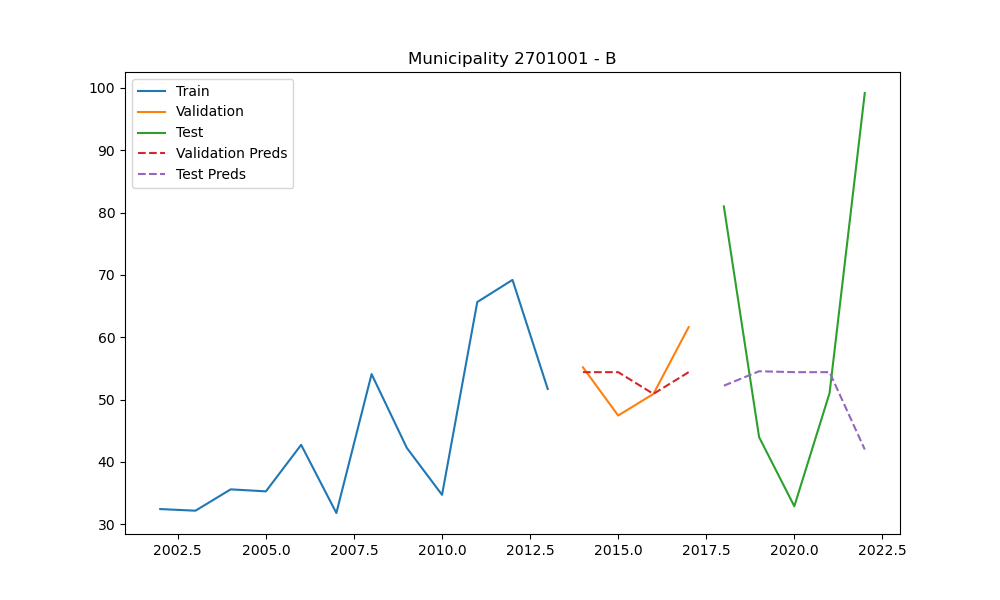 Municipality 2701001 - B
Train
Validation
Test
Validation Preds
Test Preds
100
90
80
70
60
50
40
30
2002.5 2005.0 2007.5 2010.0 2012.5 2015.0 2017.5 2020.0 2022.5